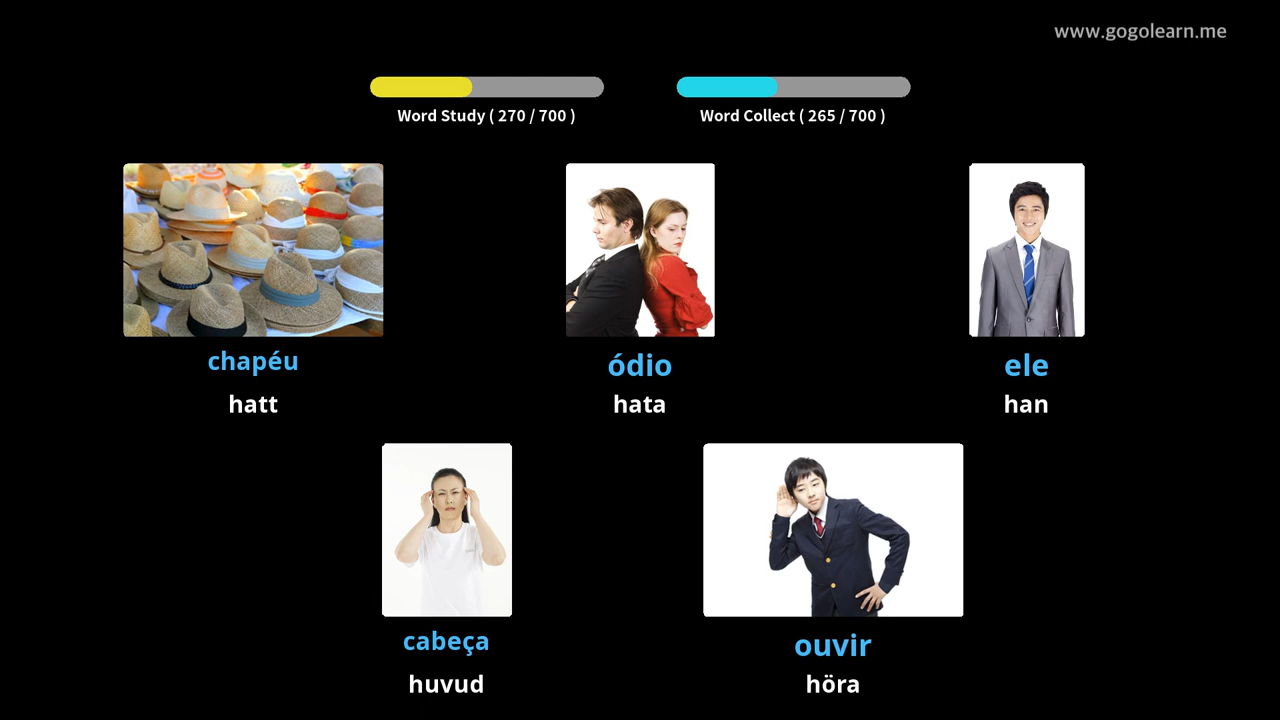 www.gogolearn.me
Word Study ( 270 / 700 )
Word Collect ( 265 / 700 )
chapéu
hatt
ódio
hata
ele
han
cabeça
huvud
ouvir
höra